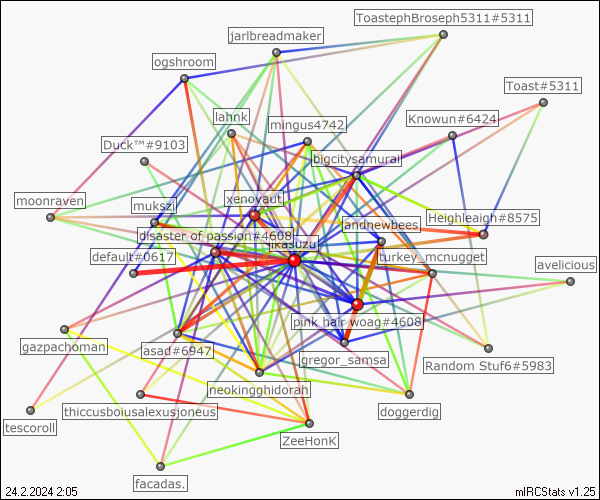 ToastephBroseph5311#5311
jarlbreadmaker
ogshroom
Toast#5311
lahnk
mingus4742
Knowun#6424
Duck™#9103
bigcitysamurai
moonraven
mukszi
xenoyaut
andnewbees
Heighleaigh#8575
disaster of passion#4608
ikasuzu
default#0617
turkey_mcnugget
avelicious
pink hair woag#4608
gazpachoman
asad#6947
gregor_samsa
Random Stuf6#5983
neokingghidorah
tescoroll
thiccusboiusalexusjoneus
doggerdig
ZeeHonK
facadas.
24.2.2024 2:05
mIRCStats v1.25